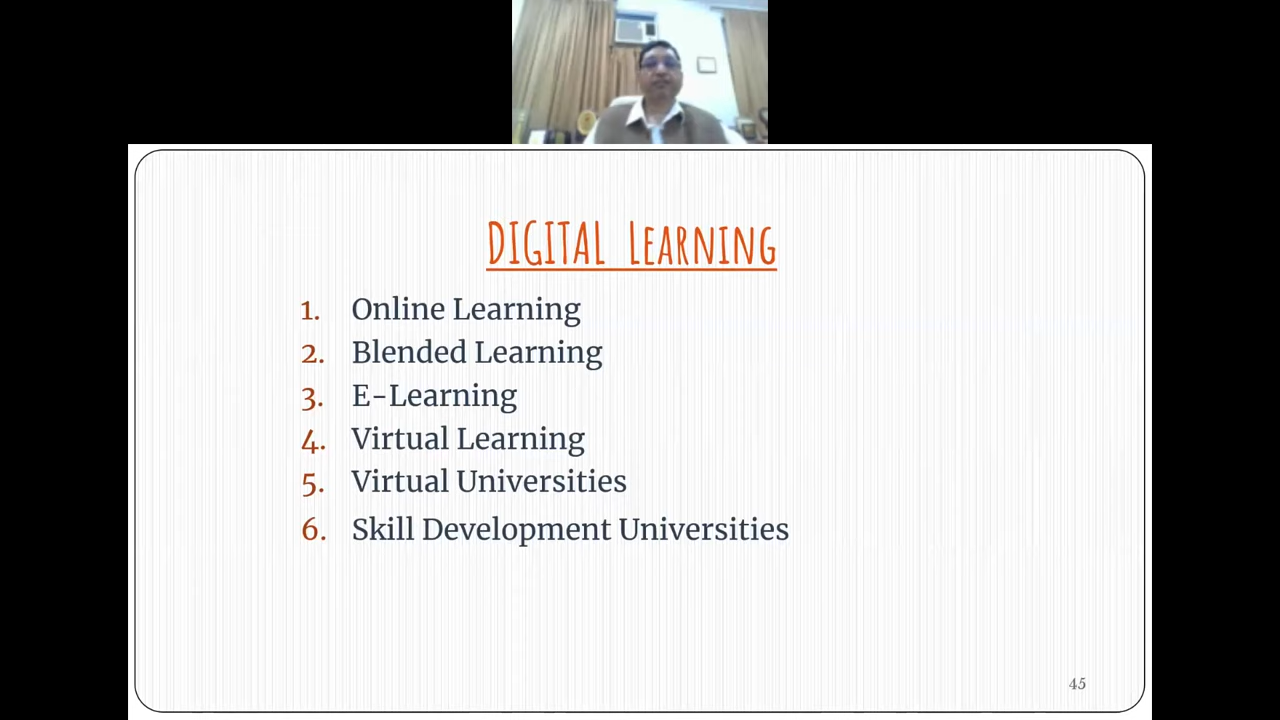 DIGITAL LEARNING
1. Online Learning
2. Blended Learning
3. E-Learning
4. Virtual Learning
5. Virtual Universities
6. Skill Development Universities
45